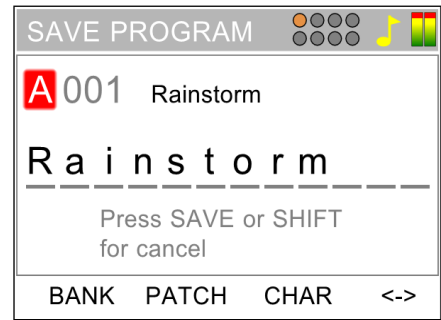 SAVE PROGRAM
A 001 Rainstorm
Rainstorm
Press SAVE or SHIFT
for cancel
BANK PATCH CHAR <->